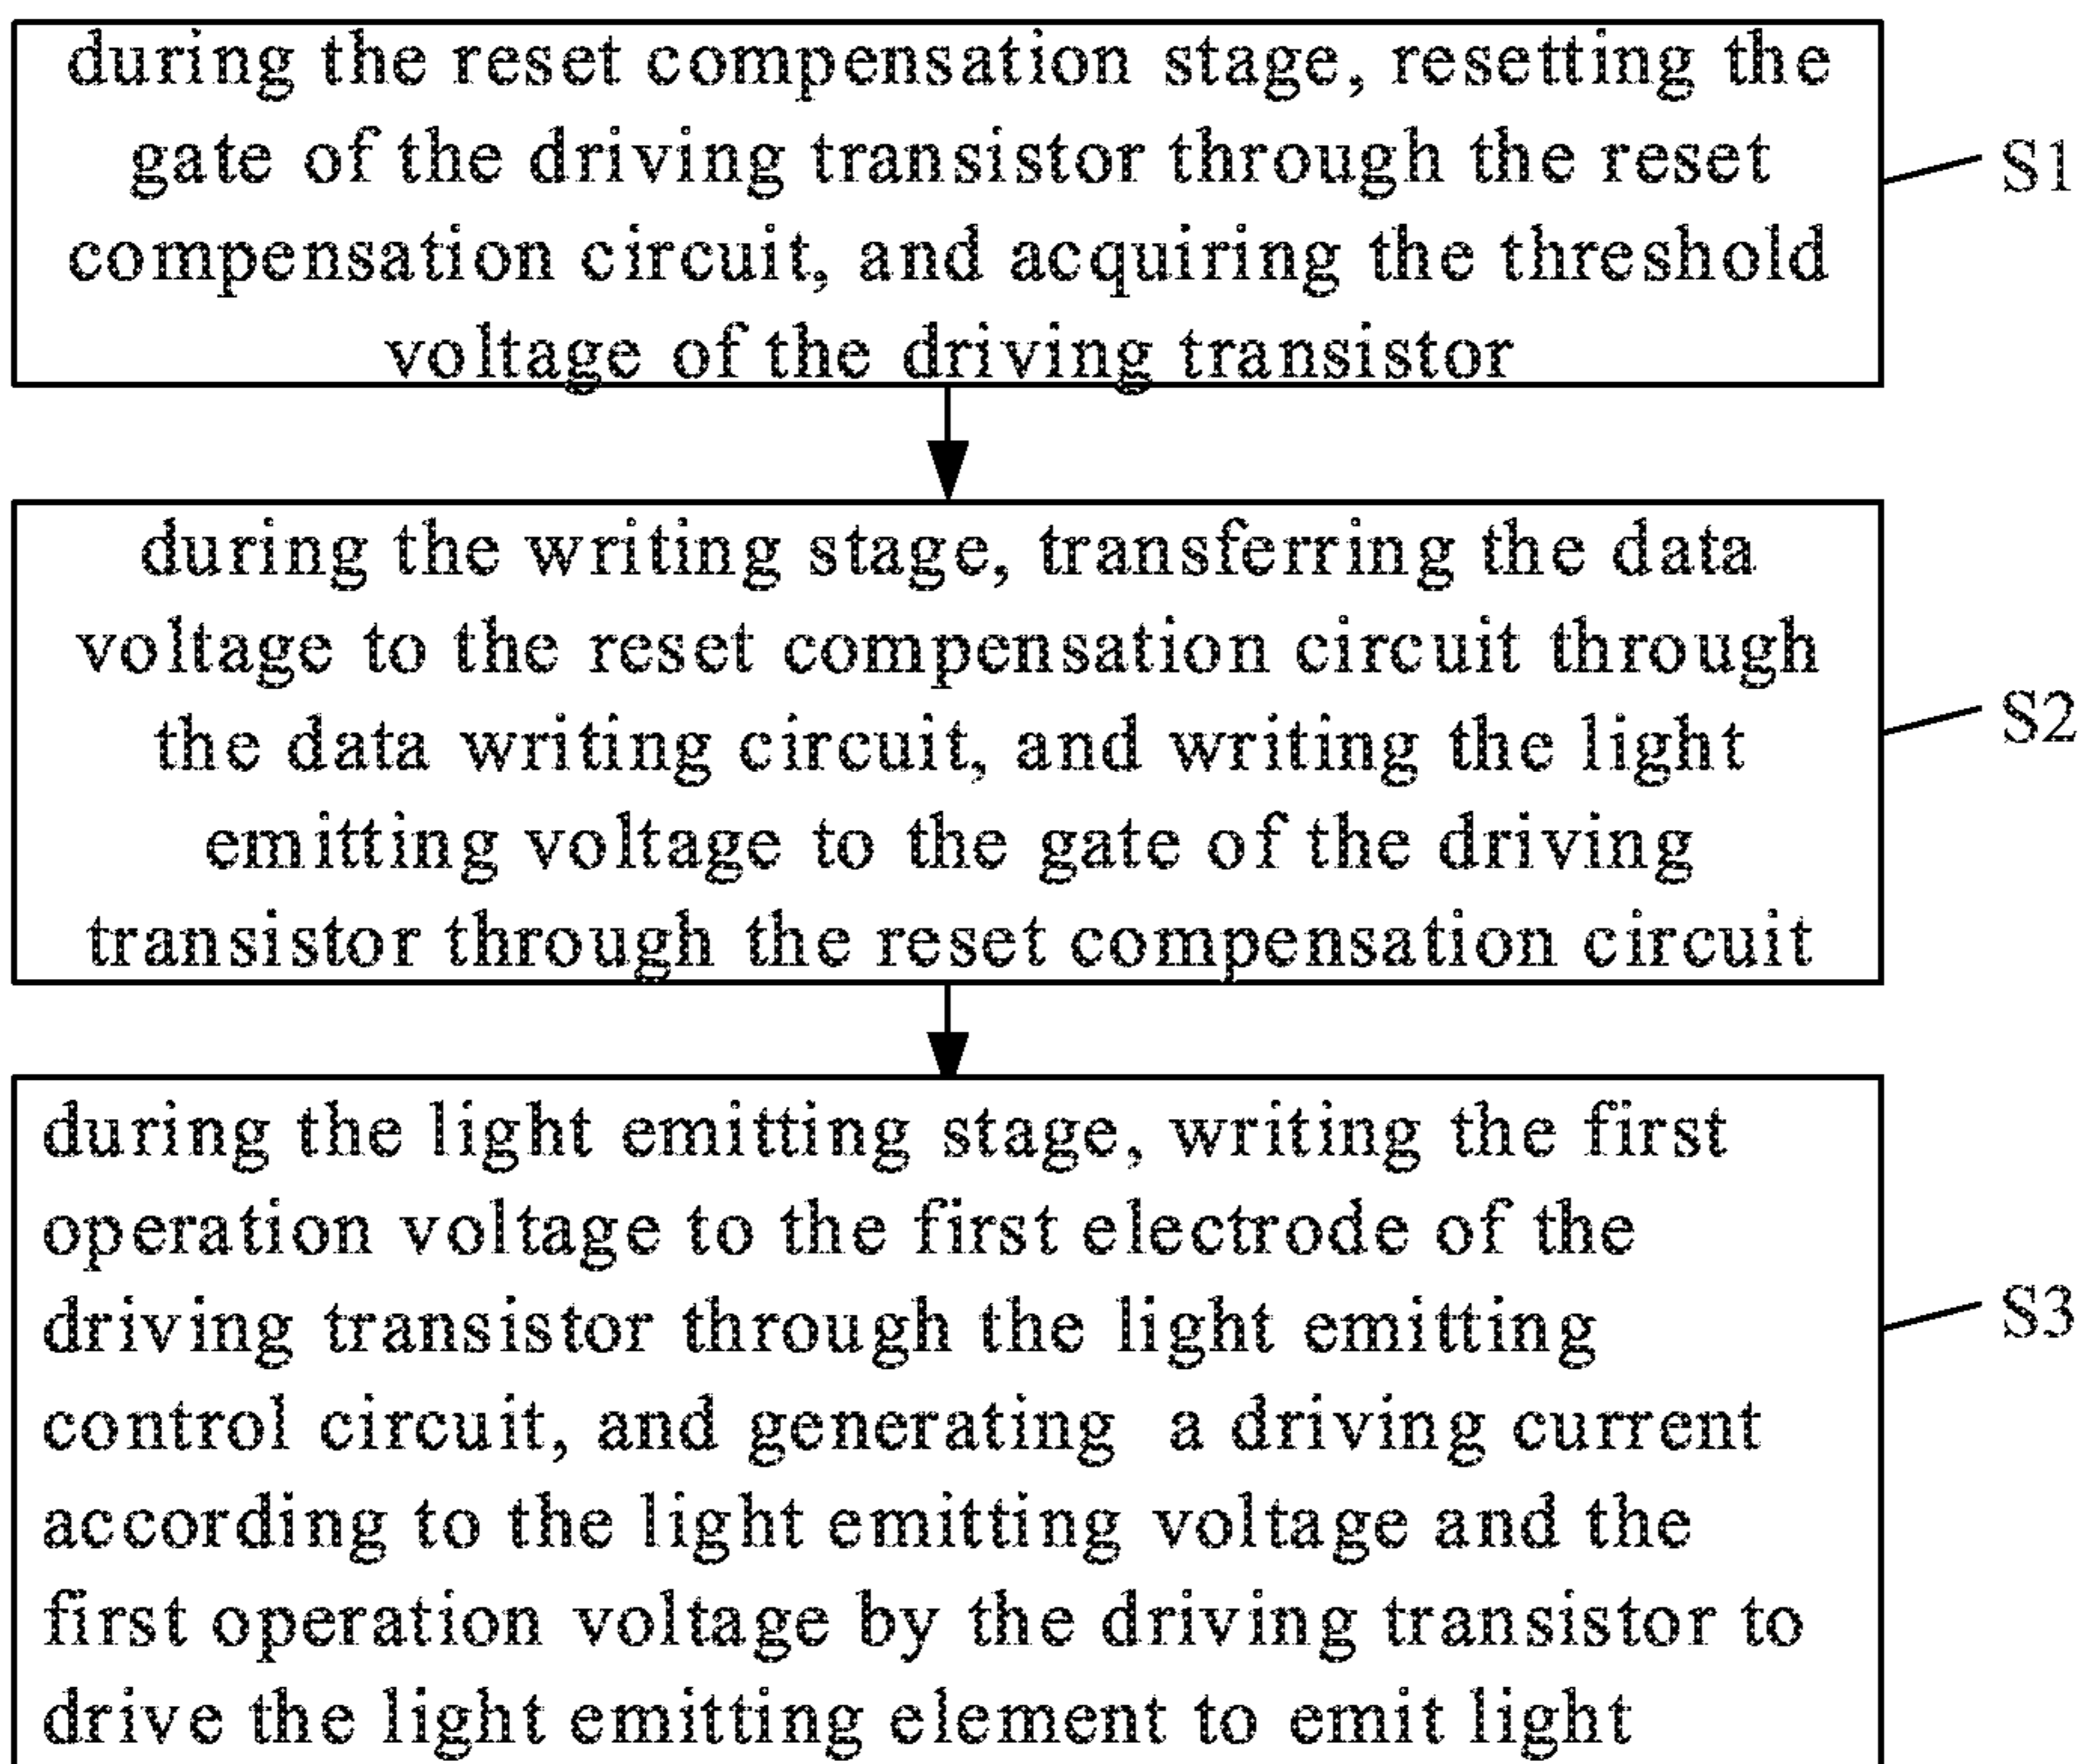 during the reset compensation stage, resetting the
gate of the driving transistor through the reset
compensation circuit, and acquiring the threshold
voltage of the driving transistor
S1
during the writing stage, transferring the data
voltage to the reset compensation circuit through
the data writing circuit, and writing the light
emitting voltage to the gate of the driving
transistor through the reset compensation circuit
S2
during the light emitting stage, writing the first
operation voltage to the first electrode of the
driving transistor through the light emitting
control circuit, and generating a driving current
according to the light emitting voltage and the
first operation voltage by the driving transistor to
drive the light emitting element to emit light
S3